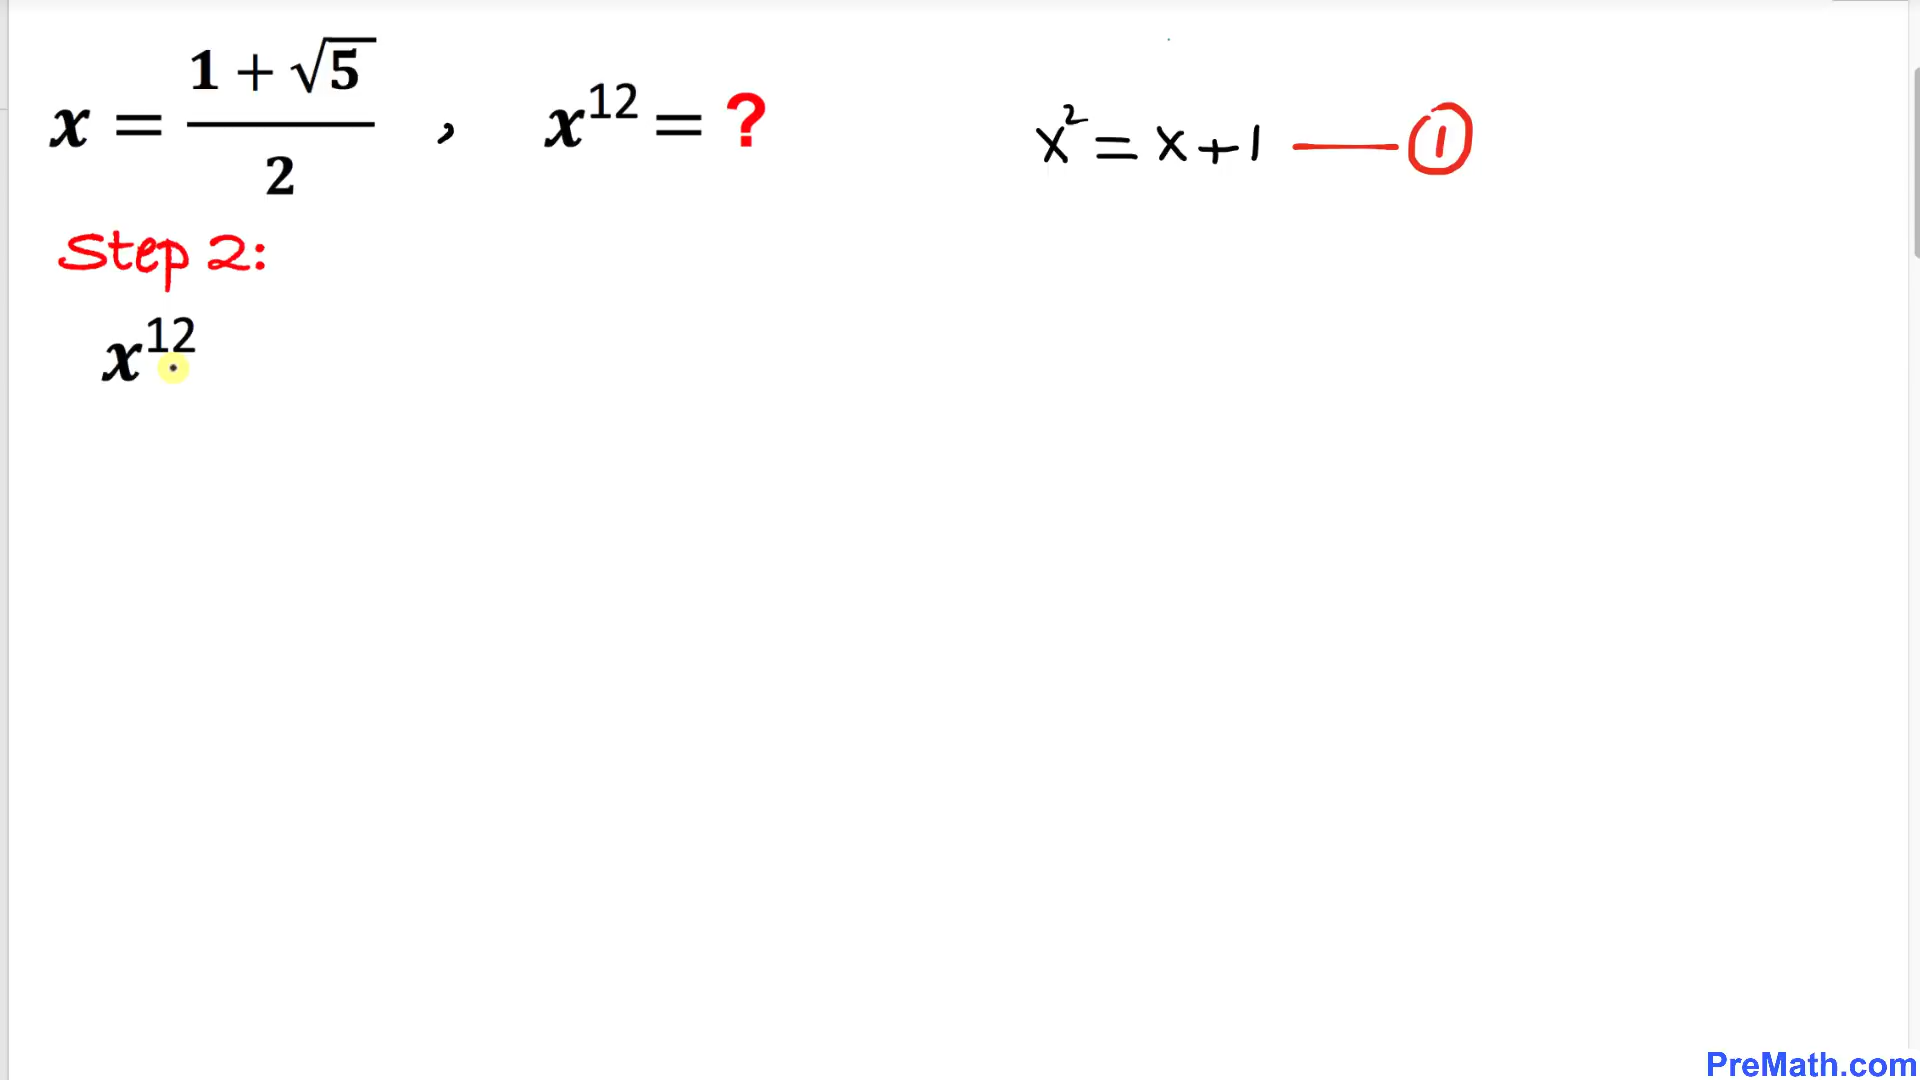 x = (1 + √5)/2 , x¹² = ?
x² = x + 1 —— ①
Step 2:
x¹²
PreMath.com